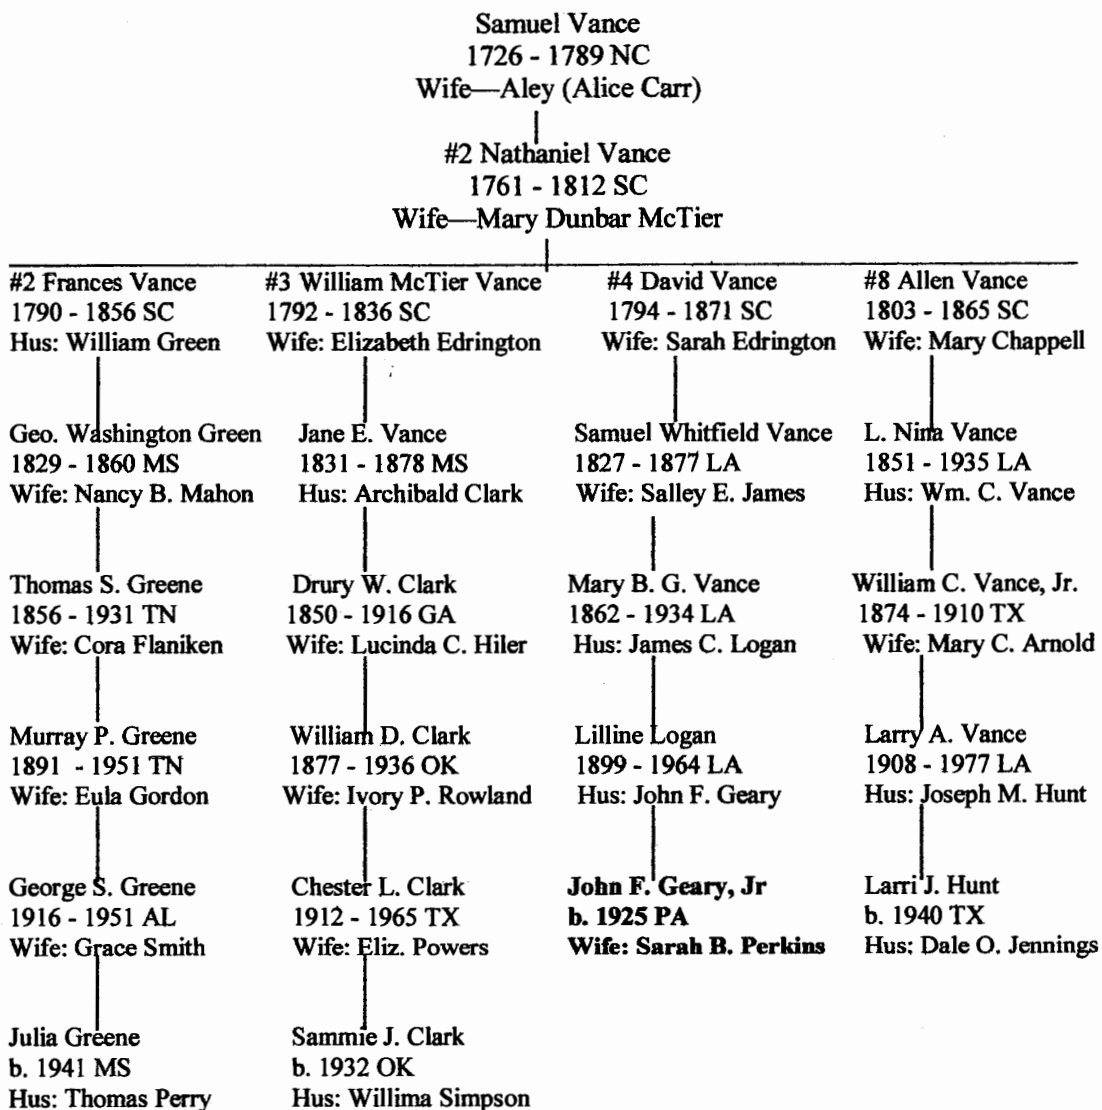 Samuel Vance
1726 - 1789 NC
Wife—Aley (Alice Carr)
#2 Nathaniel Vance
1761 - 1812 SC
Wife—Mary Dunbar McTier
#2 Frances Vance
1790 - 1856 SC
Hus: William Green
#3 William McTier Vance
1792 - 1836 SC
Wife: Elizabeth Edrington
#4 David Vance
1794 - 1871 SC
Wife: Sarah Edrington
#8 Allen Vance
1803 - 1865 SC
Wife: Mary Chappell
Geo. Washington Green
1829 - 1860 MS
Wife: Nancy B. Mahon
Jane E. Vance
1831 - 1878 MS
Hus: Archibald Clark
Samuel Whitfield Vance
1827 - 1877 LA
Wife: Salley E. James
L. Nina Vance
1851 - 1935 LA
Hus: Wm. C. Vance
Thomas S. Greene
1856 - 1931 TN
Wife: Cora Flaniken
Drury W. Clark
1850 - 1916 GA
Wife: Lucinda C. Hiler
Mary B. G. Vance
1862 - 1934 LA
Hus: James C. Logan
William C. Vance, Jr.
1874 - 1910 TX
Wife: Mary C. Arnold
Murray P. Greene
1891 - 1951 TN
Wife: Eula Gordon
William D. Clark
1877 - 1936 OK
Wife: Ivory P. Rowland
Lilline Logan
1899 - 1964 LA
Hus: John F. Geary
Larry A. Vance
1908 - 1977 LA
Hus: Joseph M. Hunt
George S. Greene
1916 - 1951 AL
Wife: Grace Smith
Chester L. Clark
1912 - 1965 TX
Wife: Eliz. Powers
John F. Geary, Jr
b. 1925 PA
Wife: Sarah B. Perkins
Larri J. Hunt
b. 1940 TX
Hus: Dale O. Jennings
Julia Greene
b. 1941 MS
Hus: Thomas Perry
Sammie J. Clark
b. 1932 OK
Hus: Willima Simpson